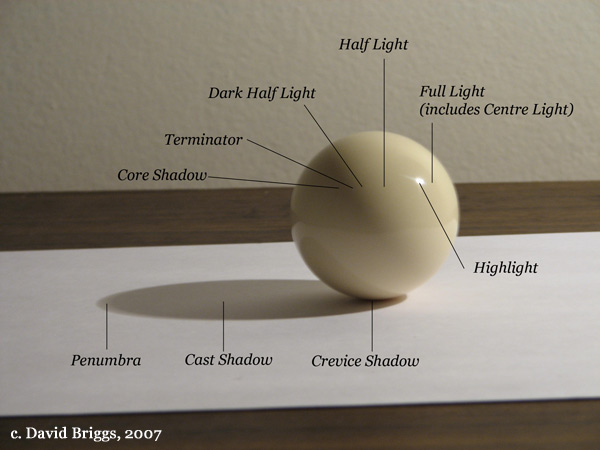 Half Light
Full Light
(includes Centre Light)
Dark Half Light
Terminator
Core Shadow
Highlight
Penumbra
Cast Shadow
Crevice Shadow
c. David Briggs, 2007